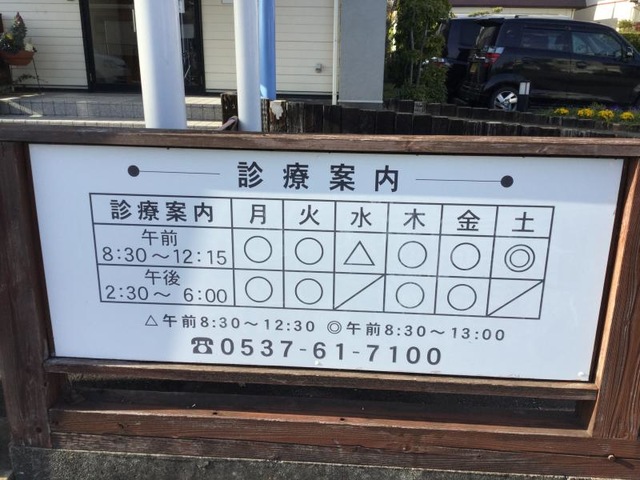 診療案内
診療案内 月 火 水 木 金 土
午前
8:30～12:15 ○ ○ △ ○ ○ ◎
午後
2:30～ 6:00 ○ ○ ／ ○ ○ ／
△午前8:30～12:30 ◎午前8:30～13:00
☎0537-61-7100